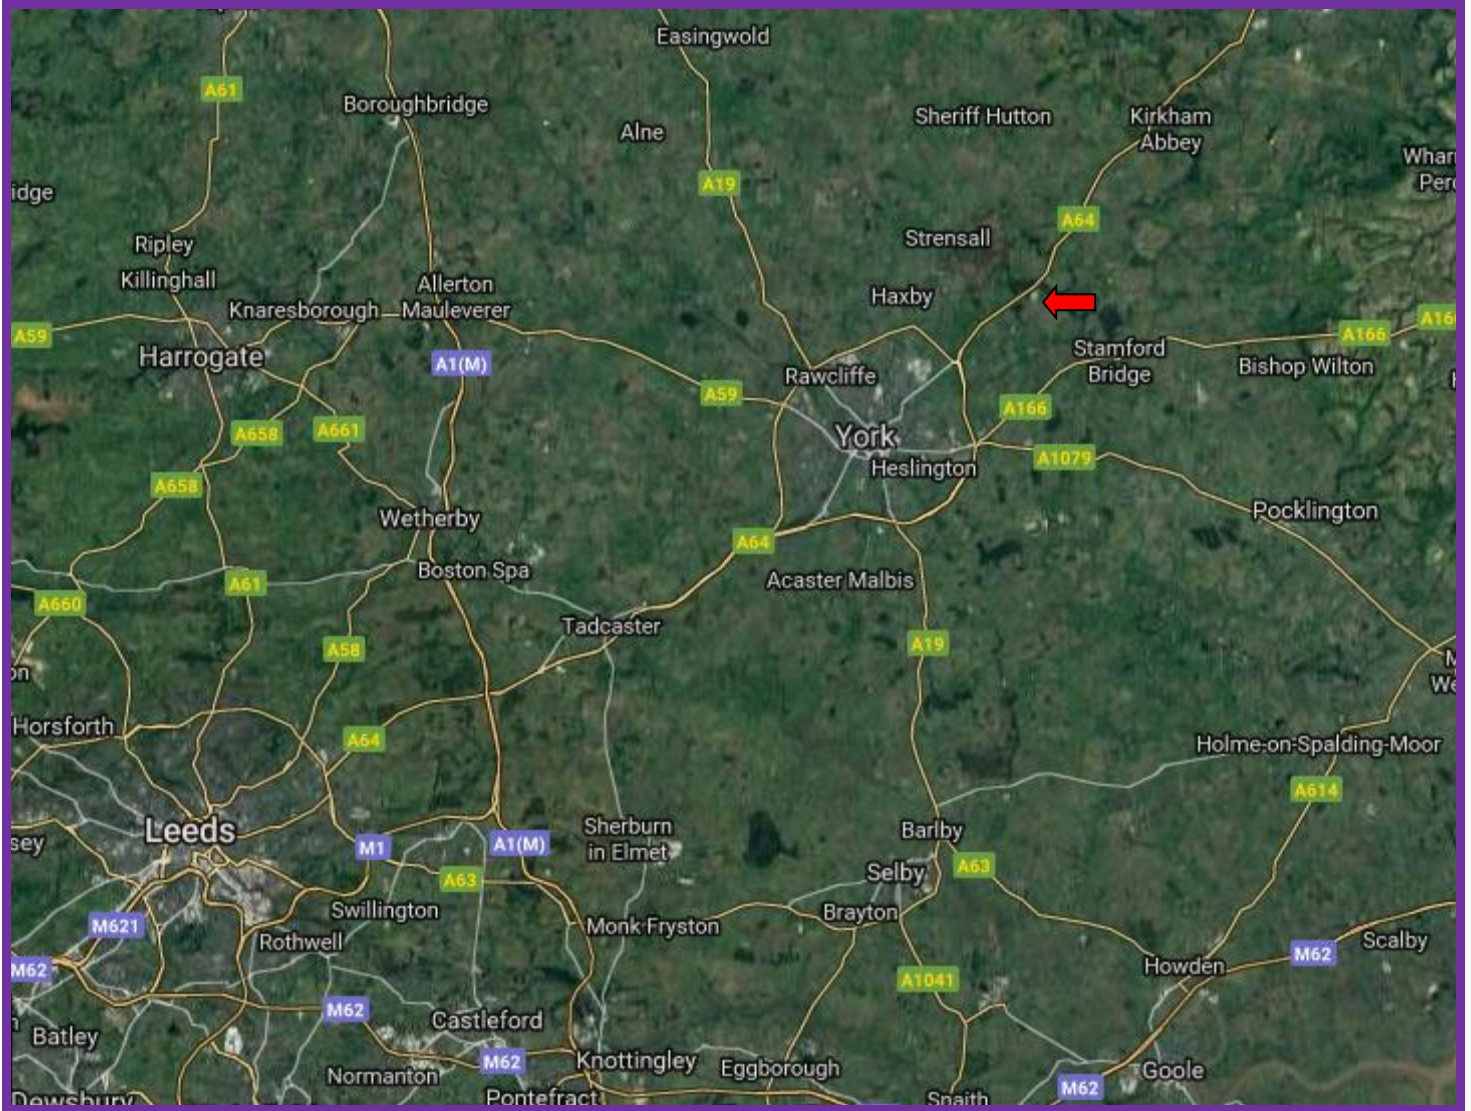 Easingwold
A61
Boroughbridge
Sheriff Hutton
Kirkham
Abbey
Alne
A19
idge
A64
Strensall
Ripley
Killinghall
Allerton
Mauleverer
Haxby
Knaresborough
A59
Harrogate
A1(M)
A166
Stamford
Bridge
Bishop Wilton
Rawcliffe
A59
A166
A658
A661
York
A1079
Heslington
A658
Wetherby
Pocklington
A64
Boston Spa
Acaster Malbis
A61
A660
Tadcaster
A58
A19
Horsforth
A64
Holme-on-Spalding-Moor
A614
Leeds
M1
A1(M)
Sherburn
in Elmet
Barlby
sey
A63
Selby
A63
Swillington
Brayton
M621
Monk Fryston
Rothwell
Scalby
M62
M62
Howden
A1041
M62
Castleford
Batley
M62
Knottingley
Eggborough
Normanton
Goole
M62
Dewsbury
Pontefract
Snaith